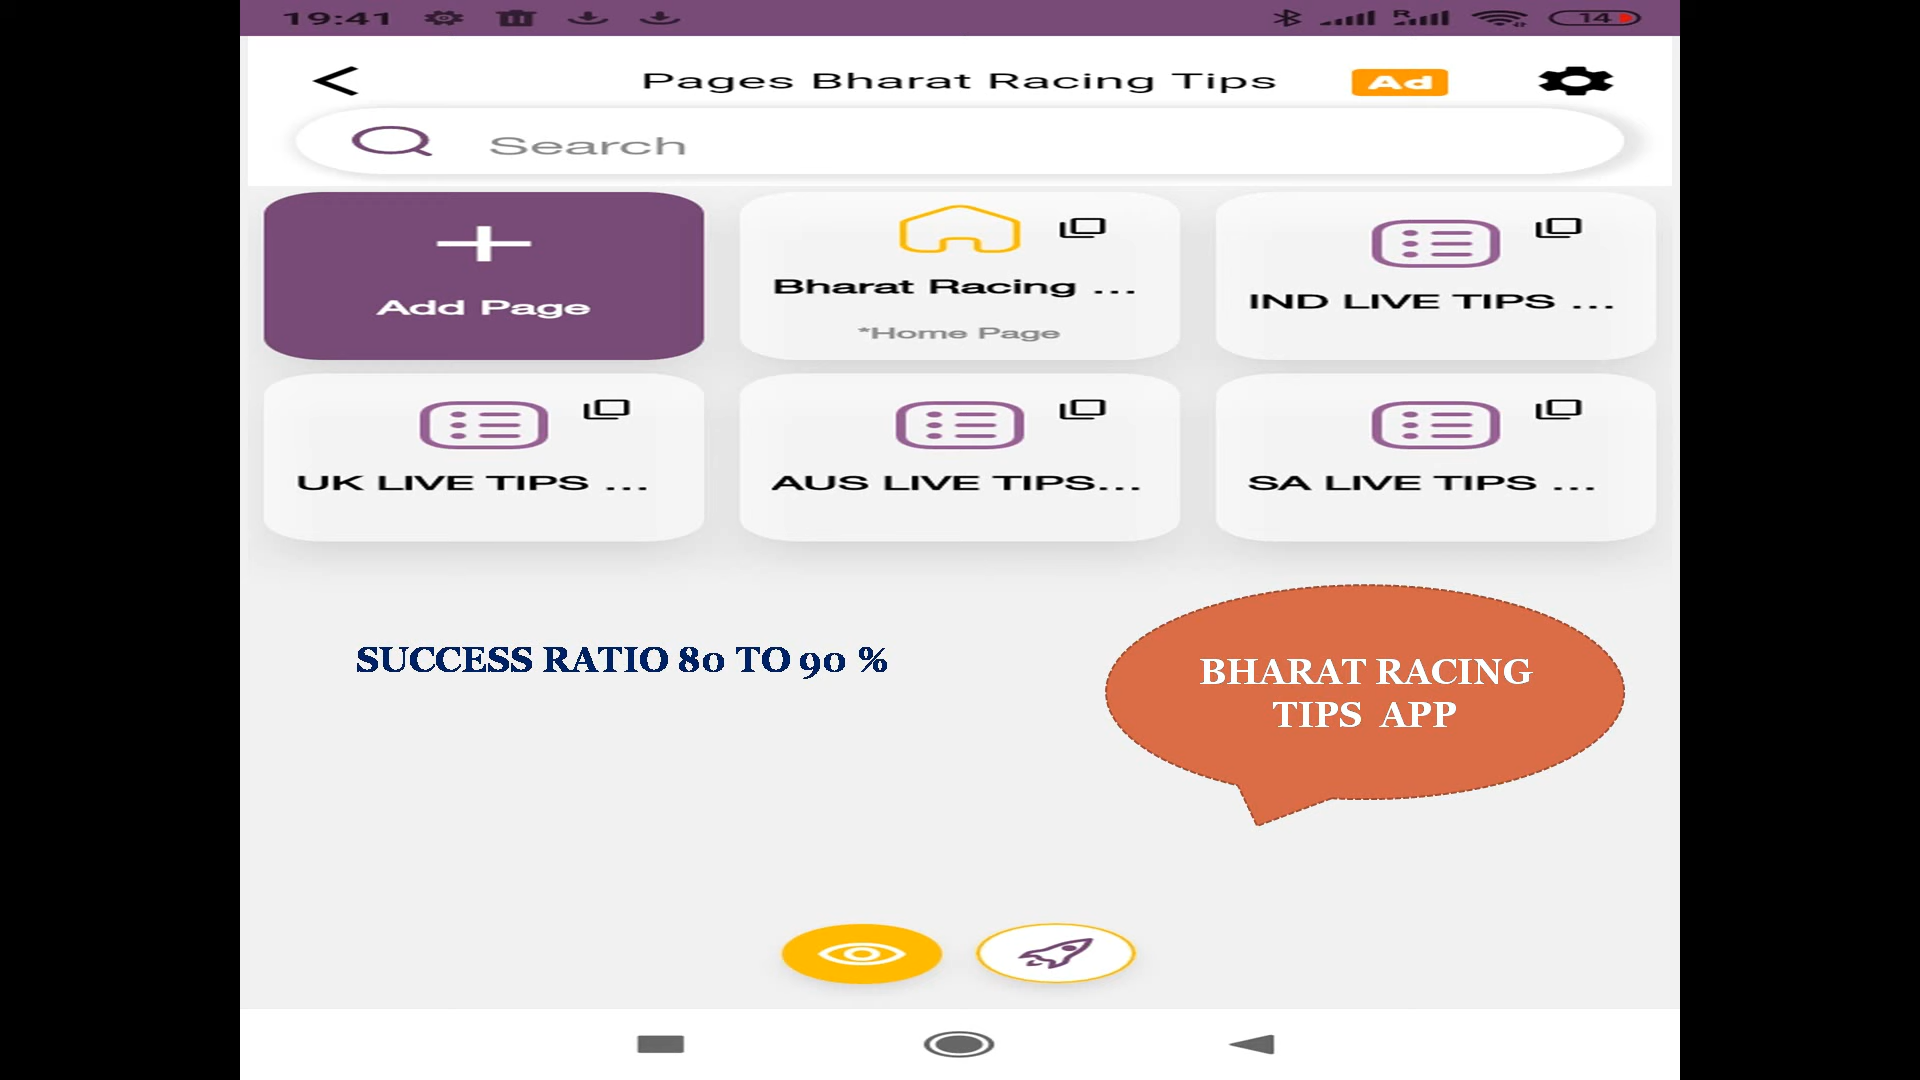 19:41
R
14
Pages Bharat Racing Tips
Ad
Search
Add Page
Bharat Racing ...
*Home Page
IND LIVE TIPS ...
UK LIVE TIPS ...
AUS LIVE TIPS...
SA LIVE TIPS ...
SUCCESS RATIO 80 TO 90 %
BHARAT RACING
TIPS APP